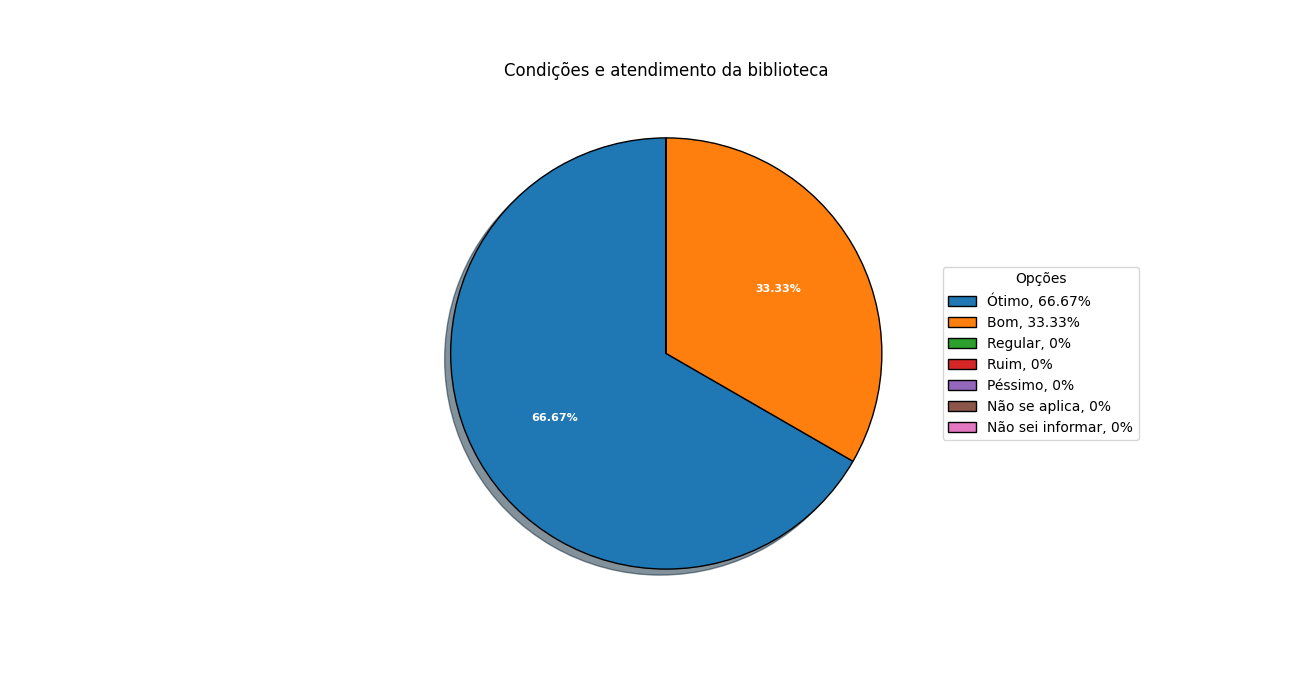 Condições e atendimento da biblioteca
33.33%
66.67%
Opções
Ótimo, 66.67%
Bom, 33.33%
Regular, 0%
Ruim, 0%
Péssimo, 0%
Não se aplica, 0%
Não sei informar, 0%